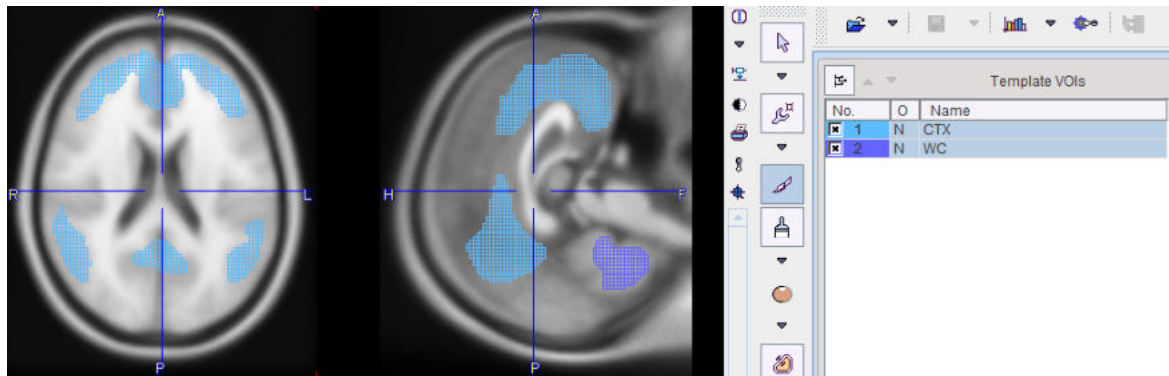 A
R
L
P
A
H
F
P
Template VOIs
No. O Name
1 N CTX
2 N WC